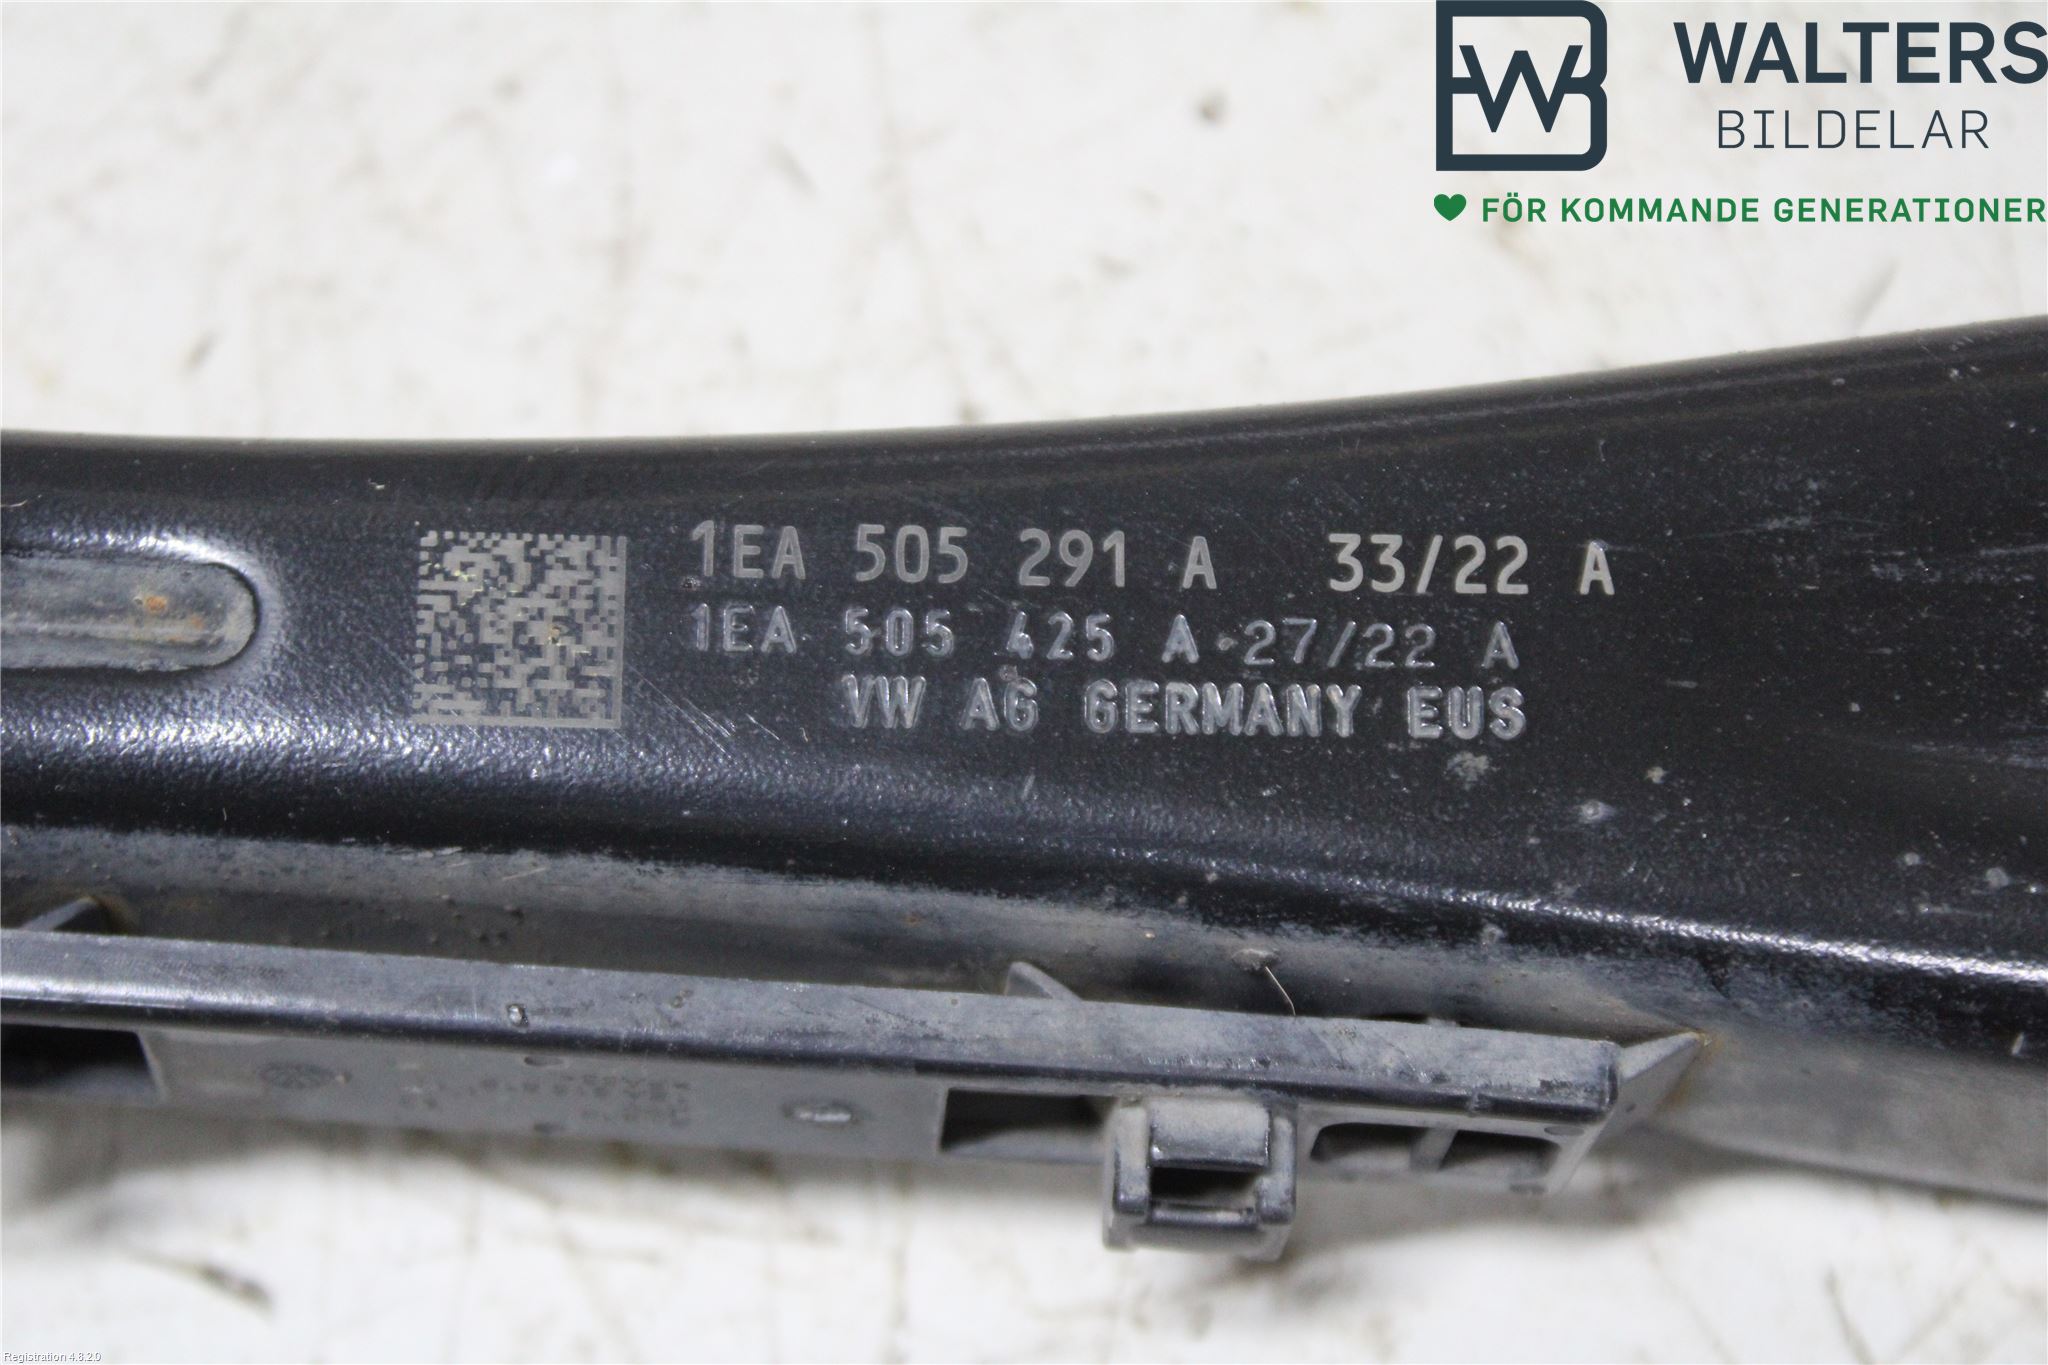 WALTERS
BILDELAR
FÖR KOMMANDE GENERATIONER
1EA 505 291 A 33/22 A
1EA 505 425 A 27/22 A
VW AG GERMANY EUS
Registration 4.8.2.0